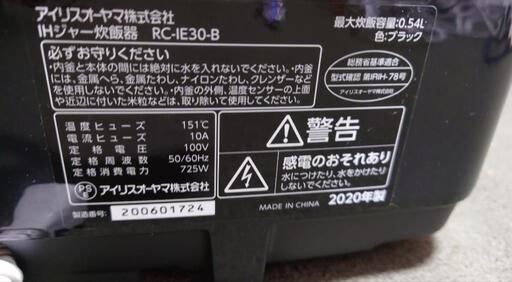 アイリスオーヤマ株式会社
IHジャー炊飯器 RC-IE30-B
最大炊飯容量:0.54L
色:ブラック
必ずお守りください
・内釜と本体の間には絶対に水を入れないでください。・内釜
には、金属へら、金属たわし、ナイロンたわし、クレンザーなど
を使用しないでください。・内釜の外側、温度センサーの上面
や近辺に付いた米粒などは、取り除いて使用してください。
総務省基準適合
型式確認 第IRIH-78号
アイリスオーヤマ株式会社
温度ヒューズ 151℃
電流ヒューズ 10A
定格電圧 100V
定格周波数 50/60Hz
定格消費電力 725W
PS
E
アイリスオーヤマ株式会社
製造番号: 200601724
警告
感電のおそれあり
水につけたり、水をかけたり
しないでください。
MADE IN CHINA
2020年製